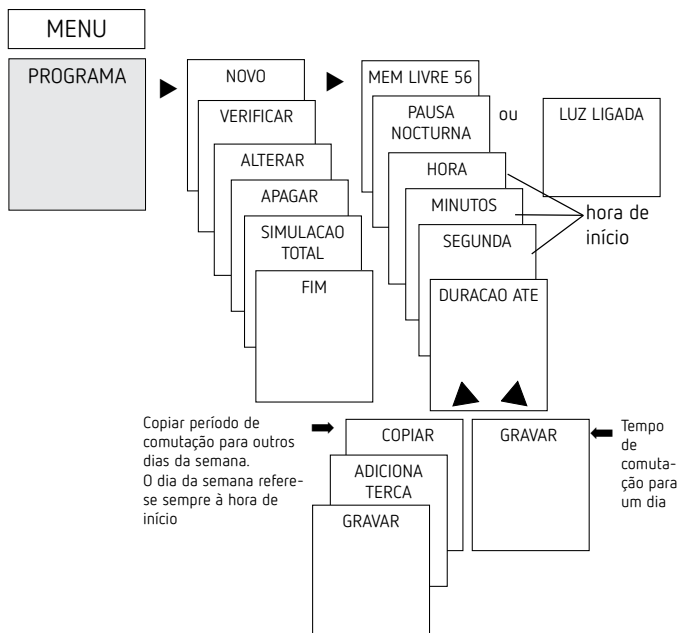 MENU
PROGRAMA
NOVO
VERIFICAR
ALTERAR
APAGAR
SIMULACAO
TOTAL
FIM
MEM LIVRE 56
PAUSA
NOCTURNA
ou
LUZ LIGADA
HORA
MINUTOS
SEGUNDA
hora de
início
DURACAO ATE
Copiar período de
comutação para outros
dias da semana.
O dia da semana refere-
se sempre à hora de
início
COPIAR
ADICIONA
TERCA
GRAVAR
GRAVAR
Tempo
de
comuta-
ção para
um dia